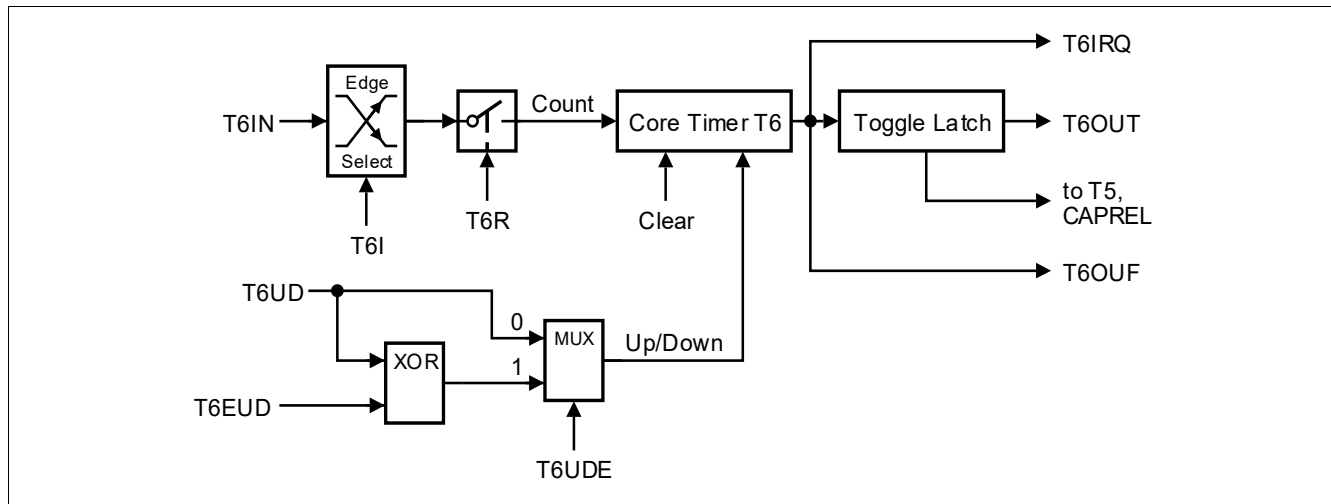 T6IRQ
Edge
Count
T6IN
Core Timer T6
Toggle Latch
T6OUT
Select
to T5,
CAPREL
T6R
Clear
T6I
T6OUF
T6UD
0
MUX
Up/Down
XOR
1
T6EUD
T6UDE